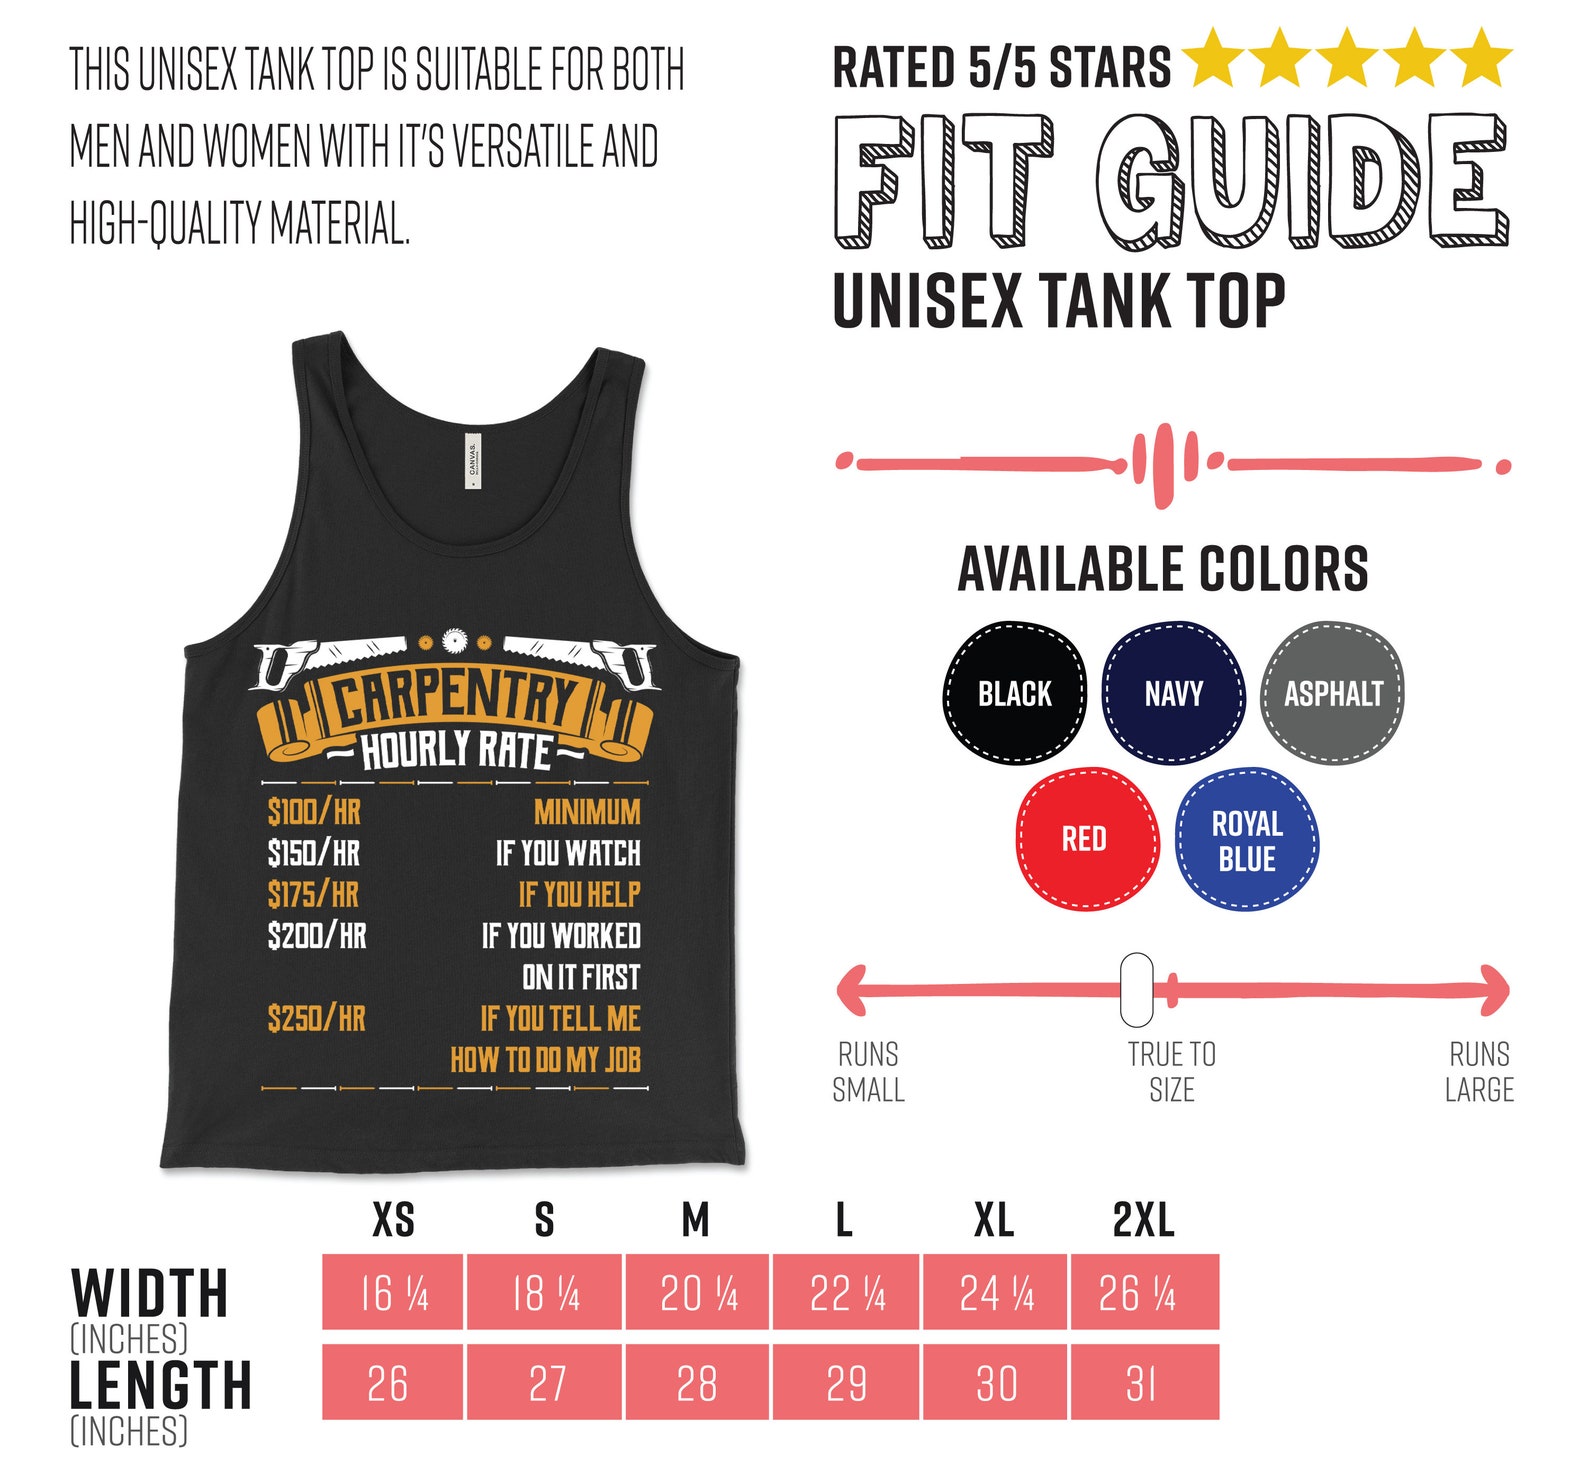 THIS UNISEX TANK TOP IS SUITABLE FOR BOTH
MEN AND WOMEN WITH IT'S VERSATILE AND
HIGH-QUALITY MATERIAL.
RATED 5/5 STARS
FIT GUIDE
UNISEX TANK TOP
CANVAS.
CARPENTRY
~HOURLY RATE~
$100/HR MINIMUM
$150/HR IF YOU WATCH
$175/HR IF YOU HELP
$200/HR IF YOU WORKED
ON IT FIRST
$250/HR IF YOU TELL ME
HOW TO DO MY JOB
AVAILABLE COLORS
BLACK NAVY ASPHALT
RED ROYAL
BLUE
RUNS
SMALL
TRUE TO
SIZE
RUNS
LARGE
XS S M L XL 2XL
WIDTH 16 ¼ 18 ¼ 20 ¼ 22 ¼ 24 ¼ 26 ¼
(INCHES)
LENGTH 26 27 28 29 30 31
(INCHES)